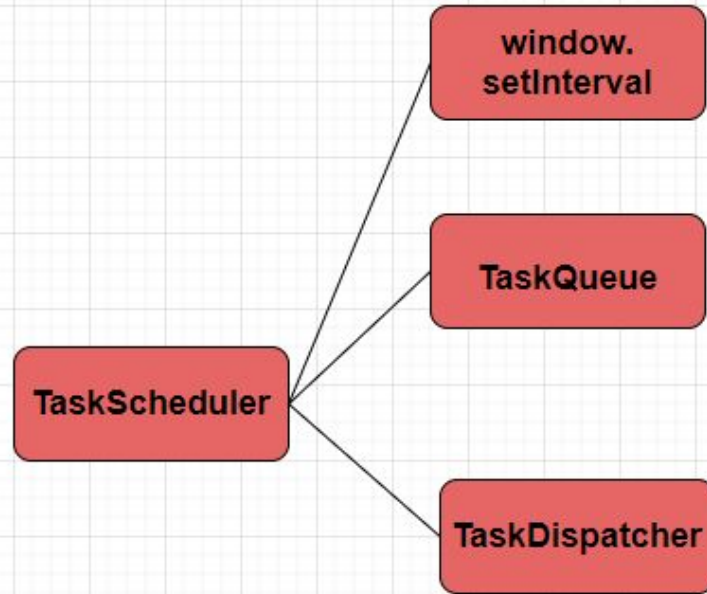 window.
setInterval
TaskQueue
TaskScheduler
TaskDispatcher